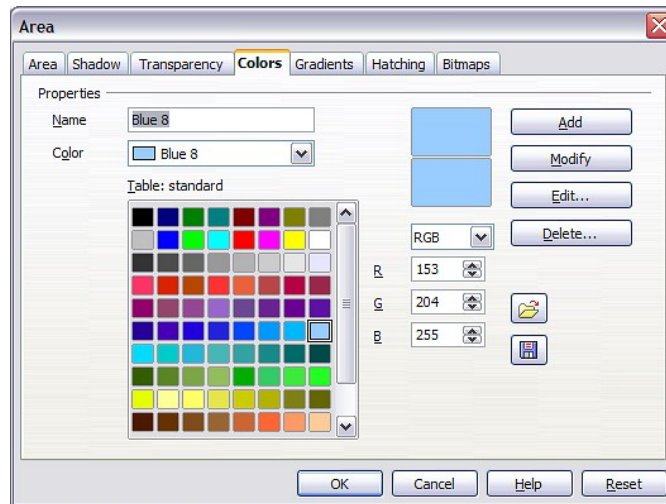 Area
Area Shadow Transparency Colors Gradients Hatching Bitmaps
Properties
Name Blue 8 Add
Color Blue 8 Modify
Table: standard Edit...
RGB Delete...
R 153
G 204
B 255
OK Cancel Help Reset